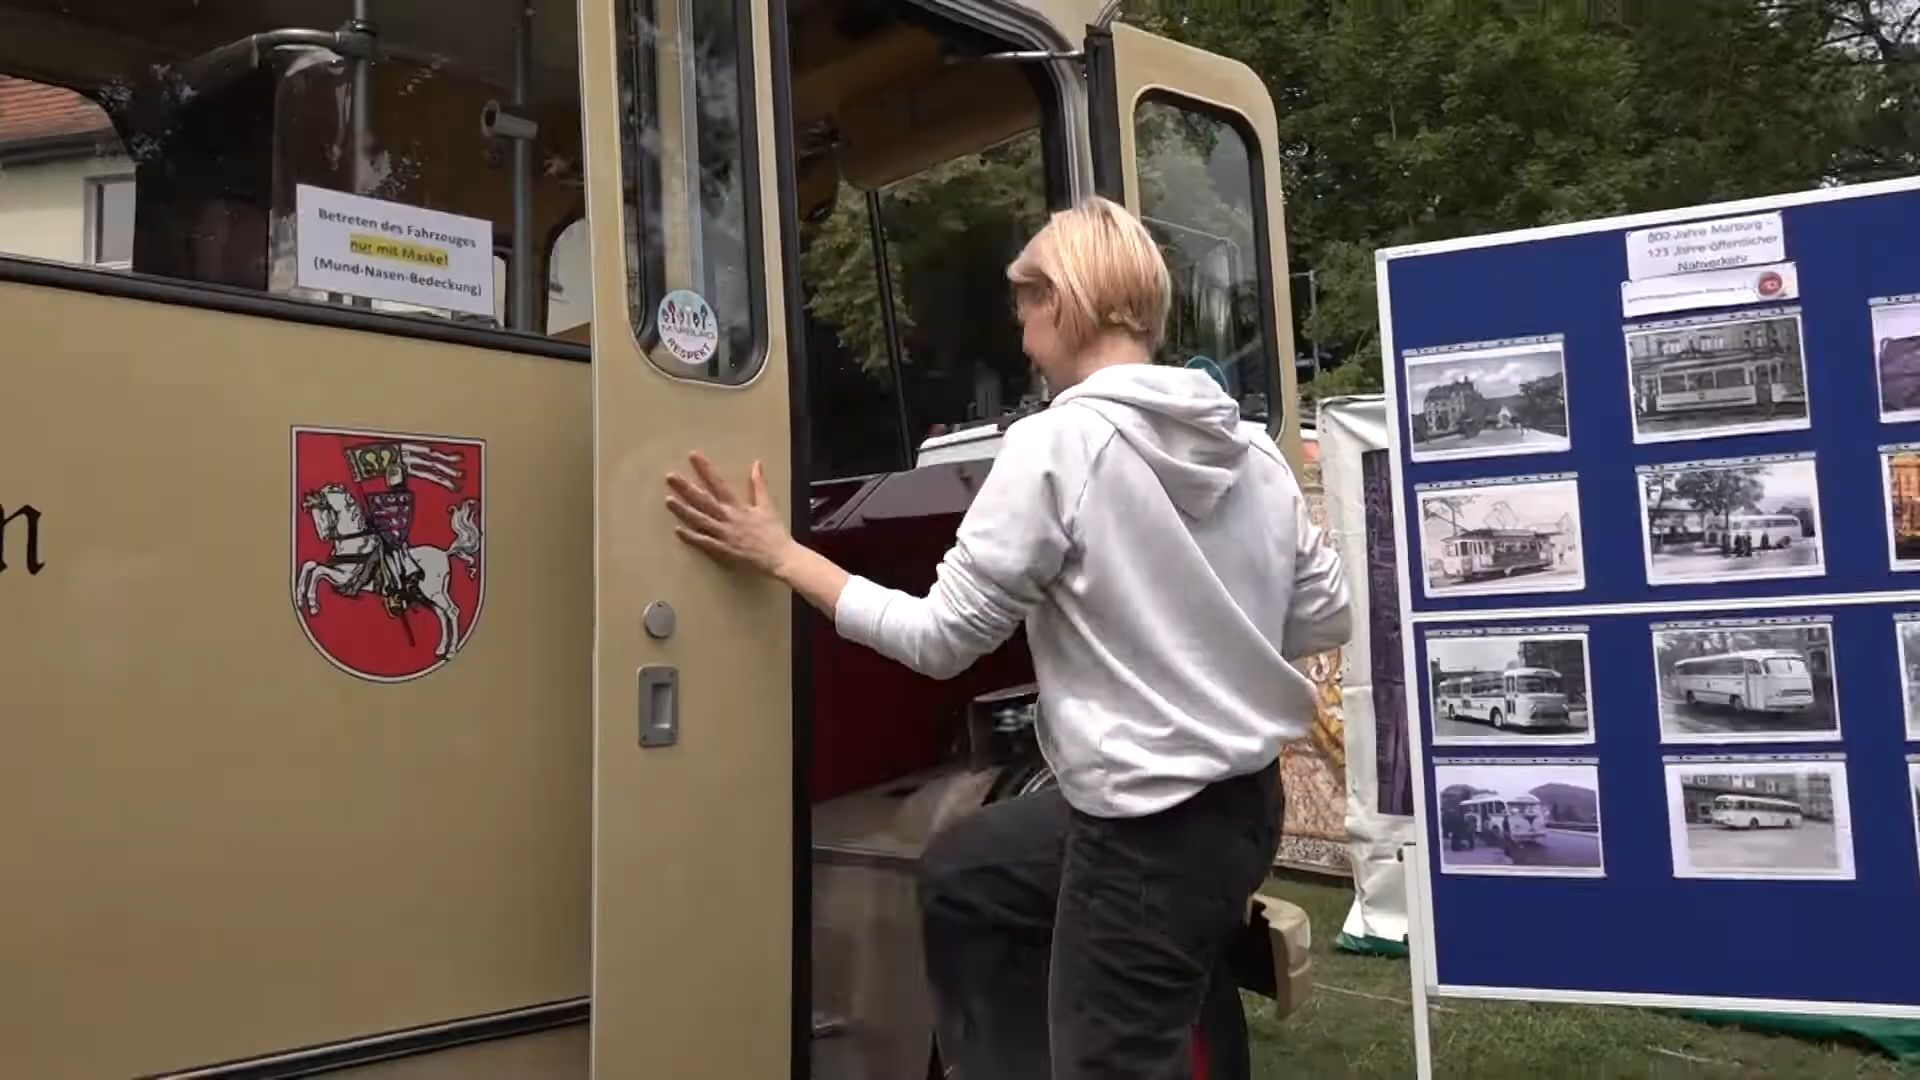 Betreten des Fahrzeuges
nur mit Maske!
(Mund-Nasen-Bedeckung)
MARBURG
RESPEKT
n
800 Jahre Marburg -
123 Jahre öffentlicher
Nahverkehr